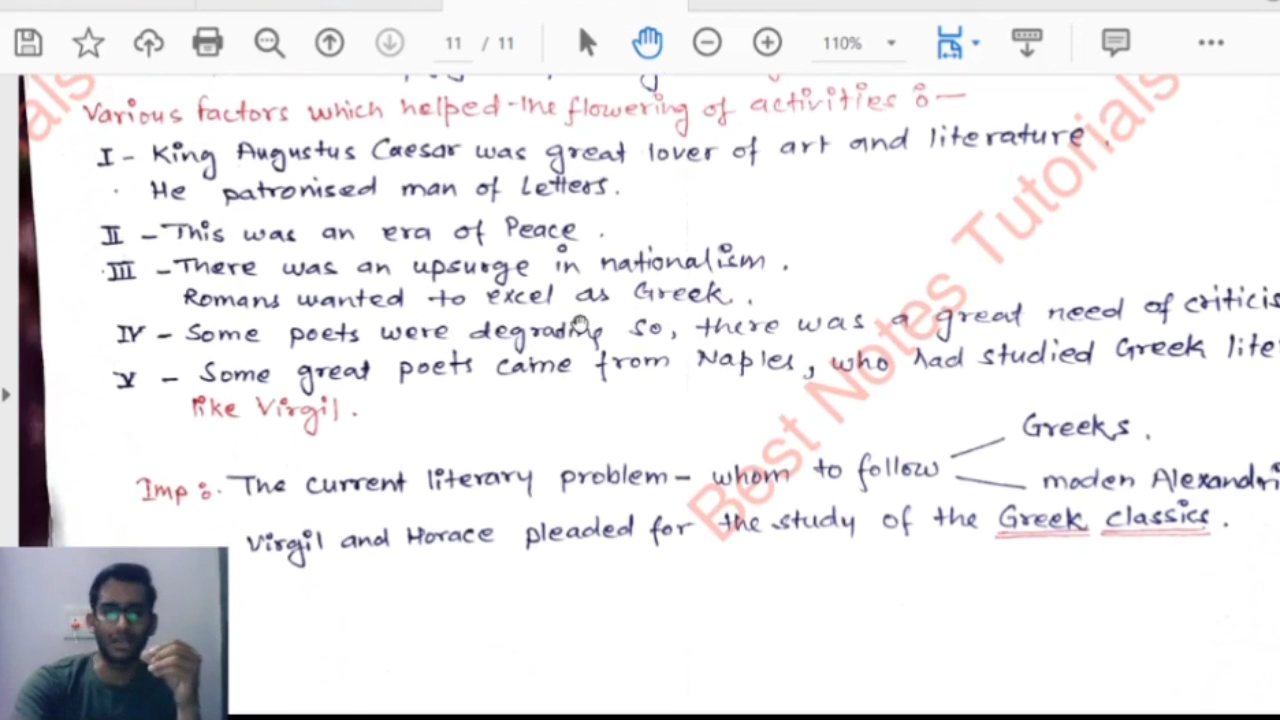 11 / 11
110%
Various factors which helped the flowering of activities :-
I - King Augustus Caesar was great lover of art and literature.
He patronised man of Letters.
II - This was an era of Peace.
III - There was an upsurge in nationalism.
Romans wanted to excel as Greek.
IV - Some poets were degrading so, there was a great need of criticis
V - Some great poets came from Naples, who had studied Greek lite
like Virgil.
Greeks.
Imp :. The current literary problem - whom to follow
moden Alexandri
Virgil and Horace pleaded for the study of the Greek classics.
Best Notes Tutorials
ials